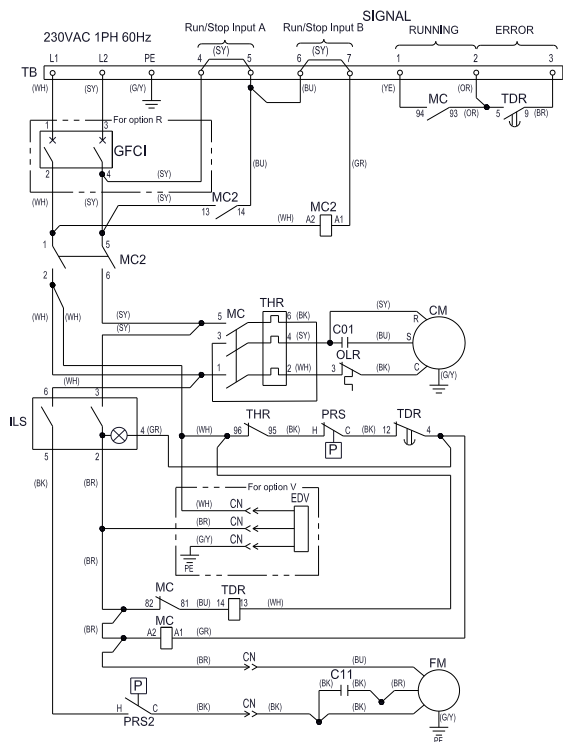 SIGNAL
230VAC 1PH 60Hz
Run/Stop Input A
Run/Stop Input B
RUNNING
ERROR
(SY)
(SY)
L1 L2 PE 4 5 6 7 1 2 3
TB
(WH) (SY) (G/Y) (SY) (BU) (YE) (OR) (OR) (BR)
MC TDR
94 93 5 9
For option R
1 3
GFCI
2 4
(SY)
(BU)
(GR)
(WH) (SY)
(SY)
MC2
13 14
MC2
(WH) A2 A1
1 5
MC2
2 6
(WH) (WH)
(SY)
(SY)
5 MC THR 6 (BK)
3 4 (SY)
1 2 (WH)
(SY)
C01
(BU)
OLR
3 (BK)
CM
R
S
C
(G/Y)
(WH)
6 3
ILS
4 (GR)
5 2
(BK) (BR)
(WH) 96 THR 95 (BK) H PRS C (BK) 12 TDR 4
P
For option V
EDV
(WH) CN
(BR) CN
(G/Y) CN
PE
(BR)
MC
82 81 (BU) 14 TDR 13 (WH)
MC
(BR) A2 A1 (GR)
(BR) CN (BU)
FM
C11
(BK) (BK) (BR)
P
H C (BK) CN (BK) (BK)
PRS2
(G/Y)
PE